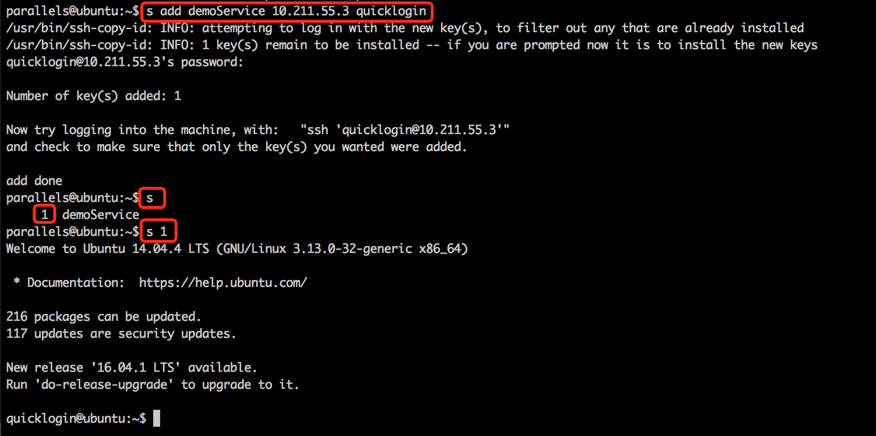 parallels@ubuntu:~$ s add demoService 10.211.55.3 quicklogin
/usr/bin/ssh-copy-id: INFO: attempting to log in with the new key(s), to filter out any that are already installed
/usr/bin/ssh-copy-id: INFO: 1 key(s) remain to be installed -- if you are prompted now it is to install the new keys
quicklogin@10.211.55.3's password:
Number of key(s) added: 1
Now try logging into the machine, with:   "ssh 'quicklogin@10.211.55.3'"
and check to make sure that only the key(s) you wanted were added.
add done
parallels@ubuntu:~$ s
1 demoService
parallels@ubuntu:~$ s 1
Welcome to Ubuntu 14.04.4 LTS (GNU/Linux 3.13.0-32-generic x86_64)
* Documentation:  https://help.ubuntu.com/
216 packages can be updated.
117 updates are security updates.
New release '16.04.1 LTS' available.
Run 'do-release-upgrade' to upgrade to it.
quicklogin@ubuntu:~$